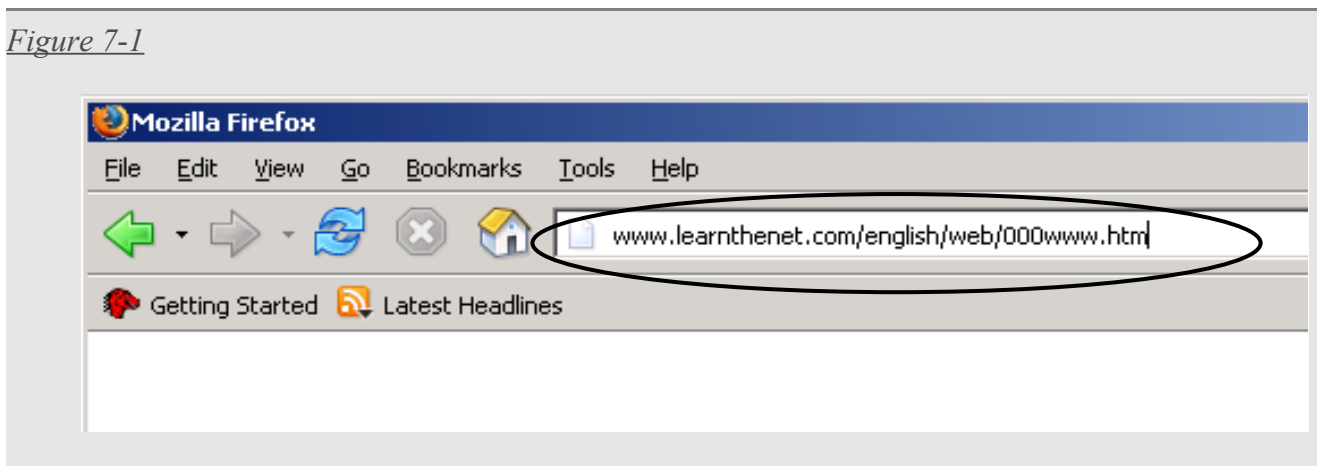 Figure 7-1
Mozilla Firefox
File Edit View Go Bookmarks Tools Help
www.learnthenet.com/english/web/000www.htm
Getting Started Latest Headlines